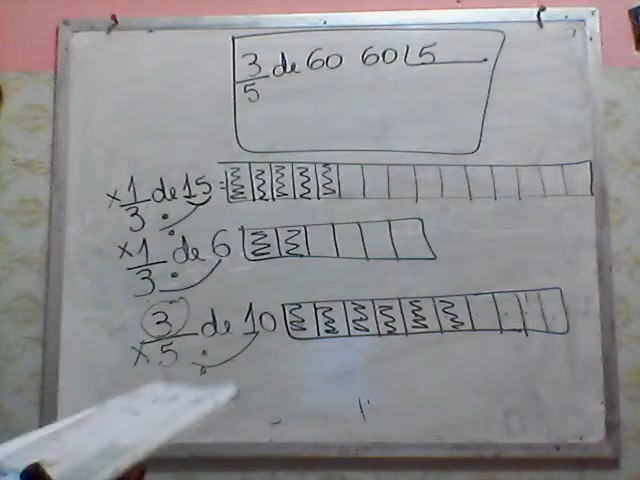 3/5 de 60 60 5
× 1/3 de 15 ÷ =
× 1/3 de 6 ÷
× 3/5 de 10 ÷